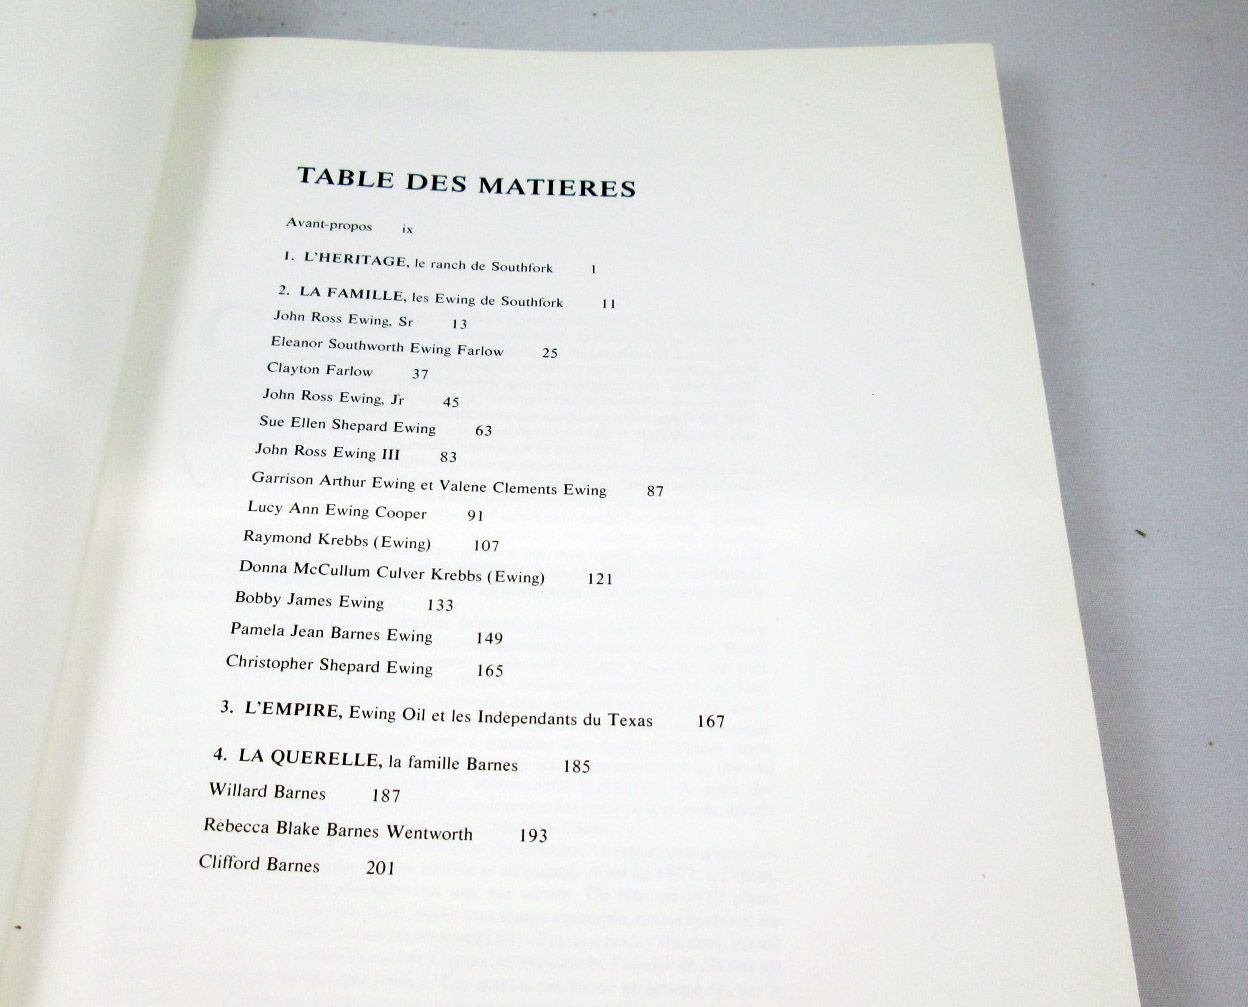 TABLE DES MATIERES
Avant-propos ix
1. L'HERITAGE, le ranch de Southfork 1
2. LA FAMILLE, les Ewing de Southfork 11
John Ross Ewing, Sr 13
Eleanor Southworth Ewing Farlow 25
Clayton Farlow 37
John Ross Ewing, Jr 45
Sue Ellen Shepard Ewing 63
John Ross Ewing III 83
Garrison Arthur Ewing et Valene Clements Ewing 87
Lucy Ann Ewing Cooper 91
Raymond Krebbs (Ewing) 107
Donna McCullum Culver Krebbs (Ewing) 121
Bobby James Ewing 133
Pamela Jean Barnes Ewing 149
Christopher Shepard Ewing 165
3. L'EMPIRE, Ewing Oil et les Indépendants du Texas 167
4. LA QUERELLE, la famille Barnes 185
Willard Barnes 187
Rébecca Blake Barnes Wentworth 193
Clifford Barnes 201